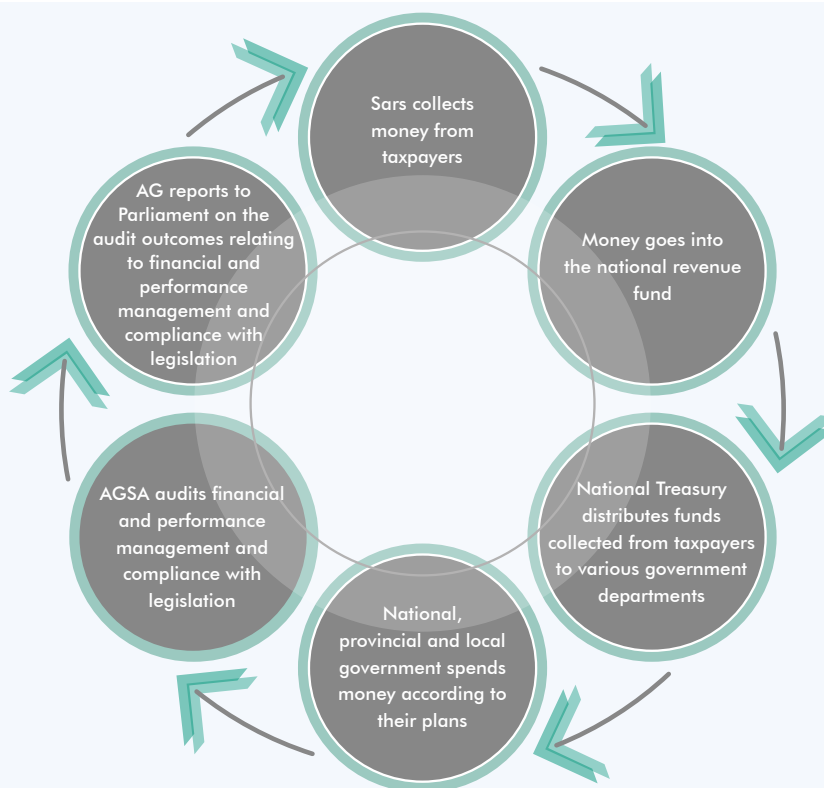 Sars collects
money from
taxpayers
Money goes into
the national revenue
fund
National Treasury
distributes funds
collected from taxpayers
to various government
departments
National,
provincial and local
government spends
money according to
their plans
AGSA audits financial
and performance
management and
compliance with
legislation
AG reports to
Parliament on the
audit outcomes relating
to financial and
performance
management and
compliance with
legislation